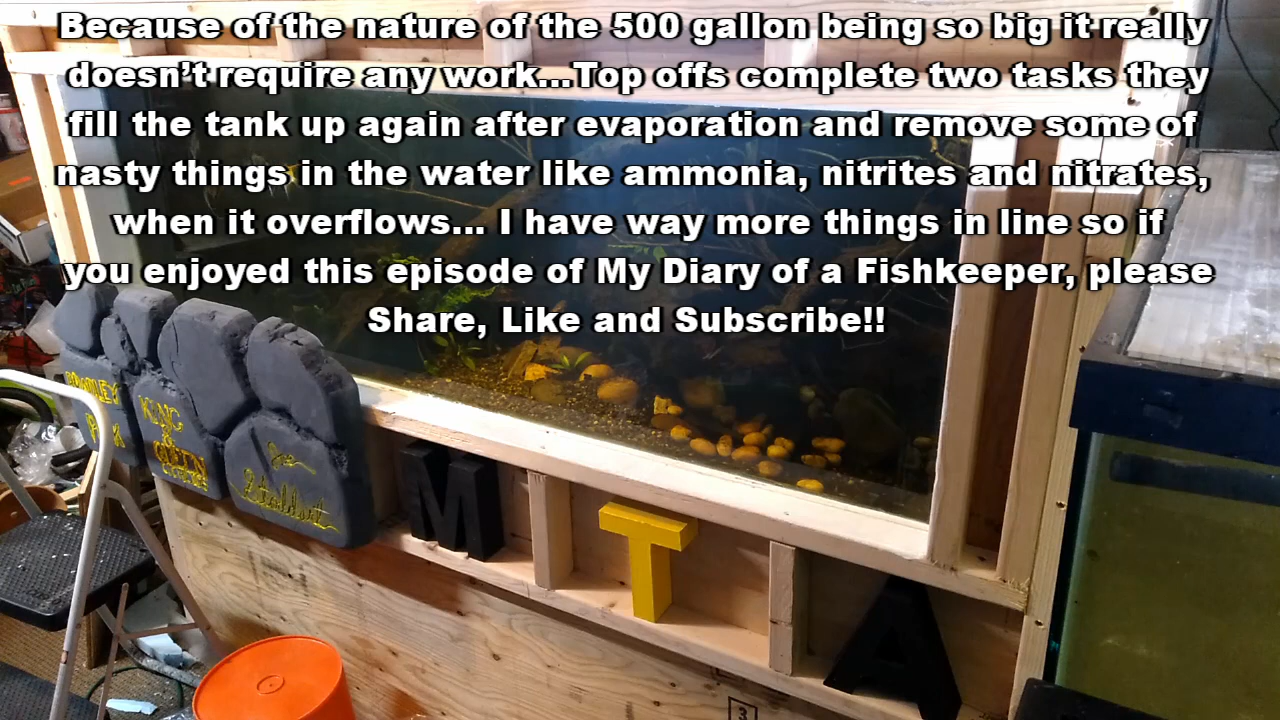 Because of the nature of the 500 gallon being so big it really
doesn’t require any work...Top offs complete two tasks they
fill the tank up again after evaporation and remove some of
nasty things in the water like ammonia, nitrites and nitrates,
when it overflows... I have way more things in line so if
you enjoyed this episode of My Diary of a Fishkeeper, please
Share, Like and Subscribe!!
KING
&
M
T
A
3